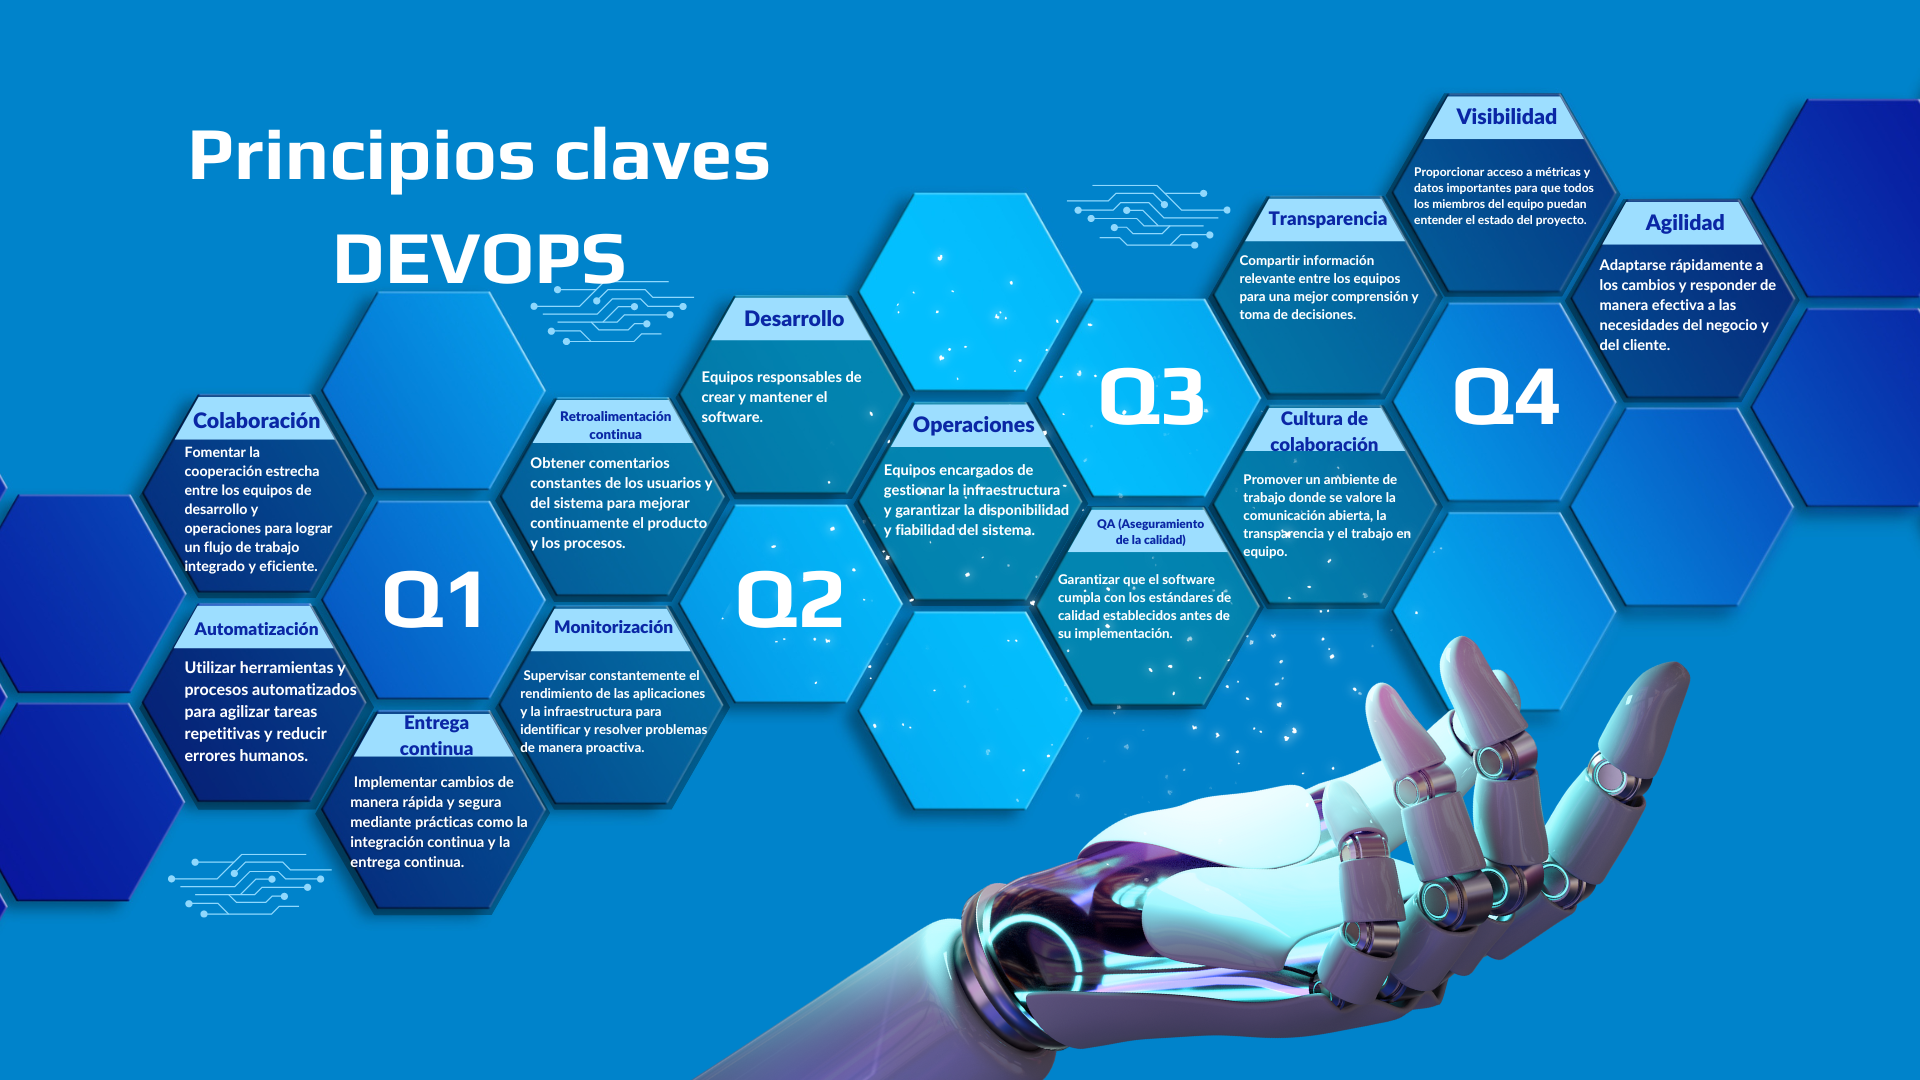 Principios claves
DEVOPS
Colaboración
Fomentar la
cooperación estrecha
entre los equipos de
desarrollo y
operaciones para lograr
un flujo de trabajo
integrado y eficiente.
Automatización
Utilizar herramientas y
procesos automatizados
para agilizar tareas
repetitivas y reducir
errores humanos.
Q1
Entrega
continua
Implementar cambios de
manera rápida y segura
mediante prácticas como la
integración continua y la
entrega continua.
Retroalimentación
continua
Obtener comentarios
constantes de los usuarios y
del sistema para mejorar
continuamente el producto
y los procesos.
Monitorización
Supervisar constantemente el
rendimiento de las aplicaciones
y la infraestructura para
identificar y resolver problemas
de manera proactiva.
Desarrollo
Equipos responsables de
crear y mantener el
software.
Q2
Operaciones
Equipos encargados de
gestionar la infraestructura
y garantizar la disponibilidad
y fiabilidad del sistema.
Q3
QA (Aseguramiento
de la calidad)
Garantizar que el software
cumpla con los estándares de
calidad establecidos antes de
su implementación.
Transparencia
Compartir información
relevante entre los equipos
para una mejor comprensión y
toma de decisiones.
Cultura de
colaboración
Promover un ambiente de
trabajo donde se valore la
comunicación abierta, la
transparencia y el trabajo en
equipo.
Visibilidad
Proporcionar acceso a métricas y
datos importantes para que todos
los miembros del equipo puedan
entender el estado del proyecto.
Q4
Agilidad
Adaptarse rápidamente a
los cambios y responder de
manera efectiva a las
necesidades del negocio y
del cliente.